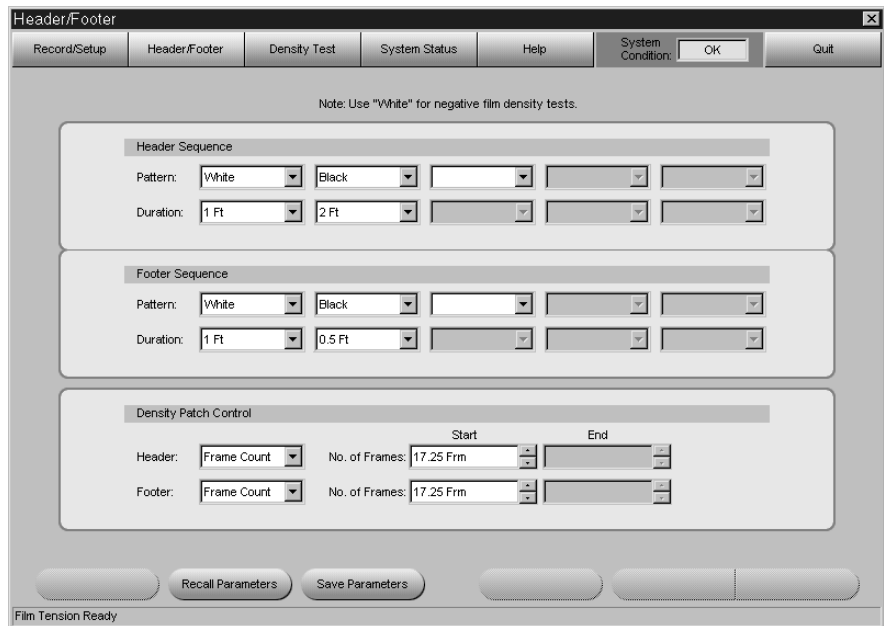 Header/Footer
Record/Setup Header/Footer Density Test System Status Help System Condition: OK Quit
Note: Use "White" for negative film density tests.
Header Sequence
Pattern: White Black
Duration: 1 Ft 2 Ft
Footer Sequence
Pattern: White Black
Duration: 1 Ft 0.5 Ft
Density Patch Control
Start End
Header: Frame Count No. of Frames: 17.25 Frm
Footer: Frame Count No. of Frames: 17.25 Frm
Recall Parameters Save Parameters
Film Tension Ready